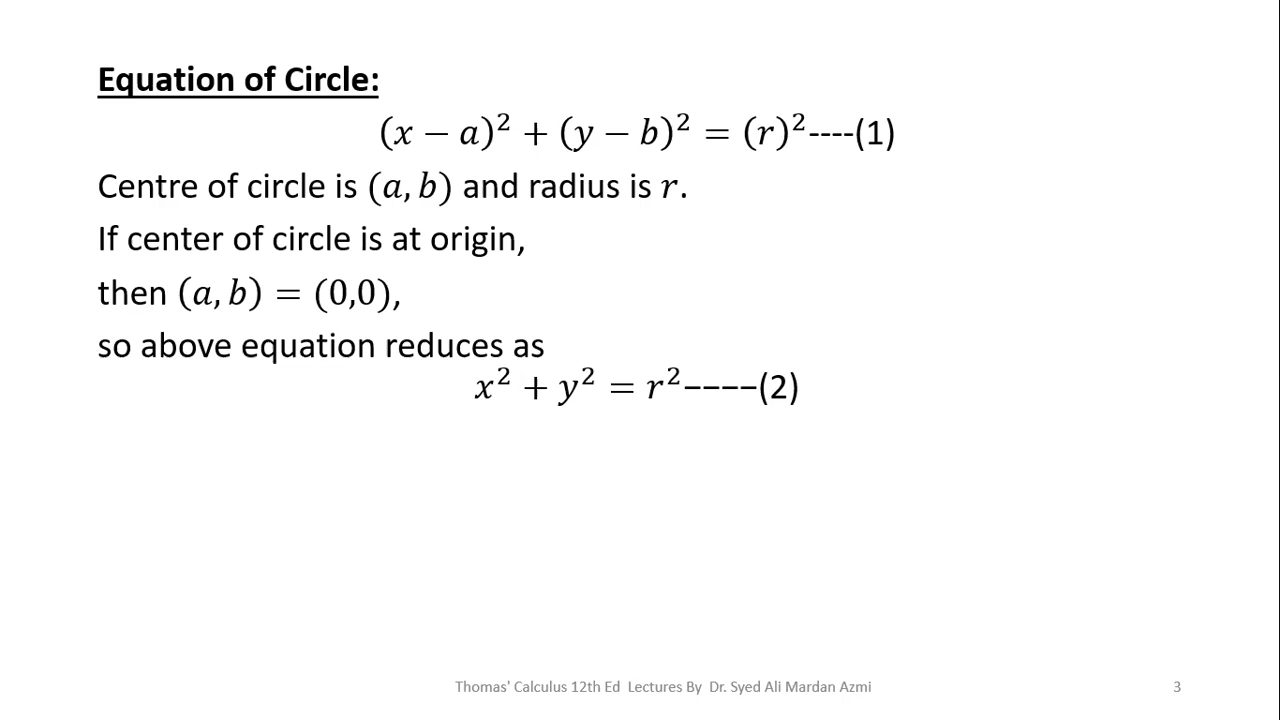 Equation of Circle:
(x − a)² + (y − b)² = (r)²----(1)
Centre of circle is (a, b) and radius is r.
If center of circle is at origin,
then (a, b) = (0,0),
so above equation reduces as
x² + y² = r²−−−−(2)
Thomas' Calculus 12th Ed Lectures By Dr. Syed Ali Mardan Azmi
3